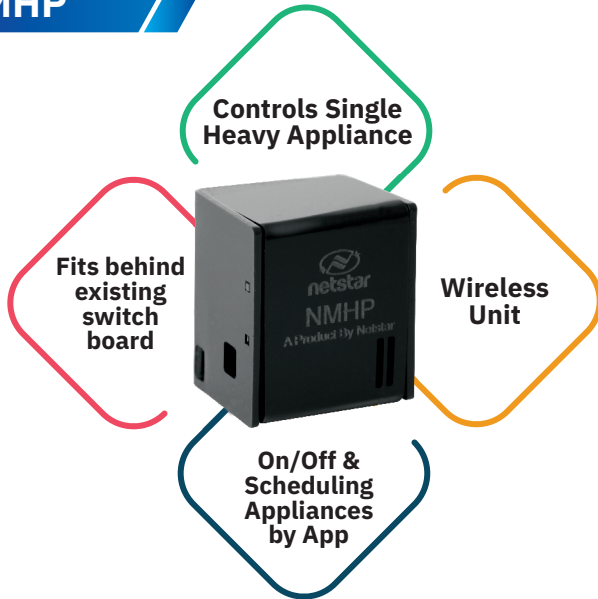 MHP
Controls Single
Heavy Appliance
Fits behind
existing
switch
board
netstar
NMHP
A Product By Netstar
Wireless
Unit
On/Off &
Scheduling
Appliances
by App